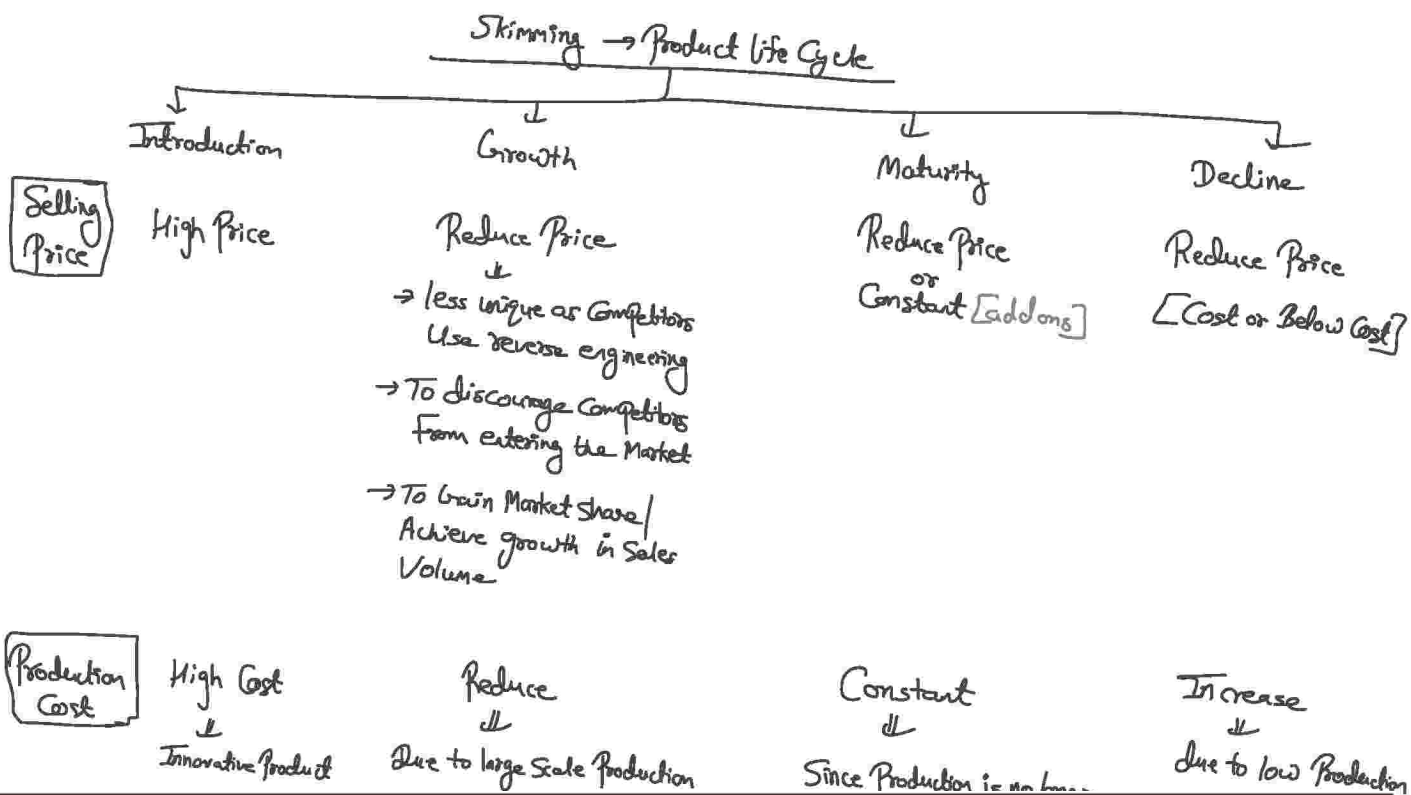 Skimming → Product life Cycle
Introduction
Growth
Maturity
Decline
Selling
Price
High Price
Reduce Price
→ less unique as Competitors
Use reverse engineering
→ To discourage Competitors
From entering the Market
→ To Gain Market share/
Achieve growth in Sales
Volume
Reduce Price
or
Constant [add ons]
Reduce Price
[Cost or Below Cost]
Production
Cost
High Cost
Innovative Product
Reduce
Due to large Scale Production
Constant
Since Production is no
Increase
due to low Production